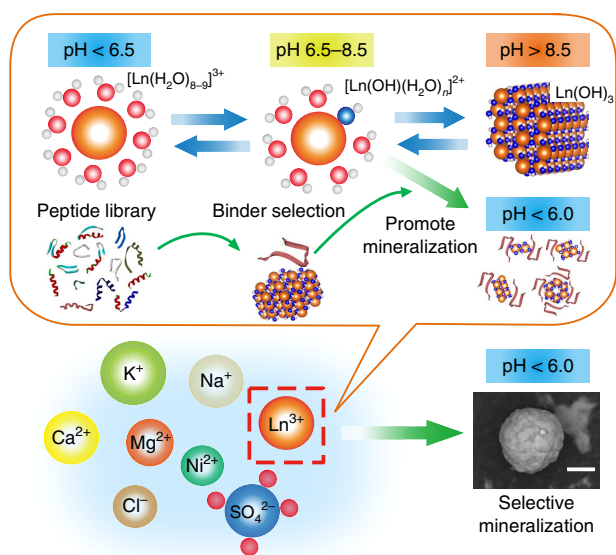 pH < 6.5
pH 6.5–8.5
pH > 8.5
[Ln(H₂O)₈₋₉]³⁺
[Ln(OH)(H₂O)ₙ]²⁺
Ln(OH)₃
Peptide library
Binder selection
Promote
mineralization
pH < 6.0
K⁺
Na⁺
Ca²⁺
Mg²⁺
Ln³⁺
Ni²⁺
Cl⁻
SO₄²⁻
pH < 6.0
Selective
mineralization